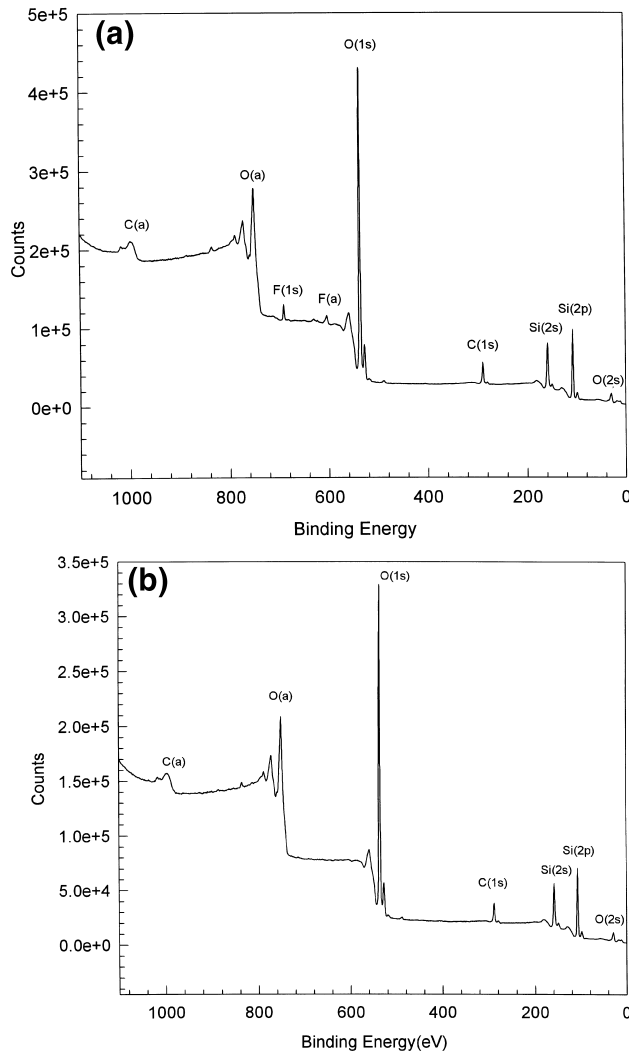 (a)
5e+5
4e+5
3e+5
2e+5
1e+5
0e+0
Counts
C(a)
O(a)
F(1s)
F(a)
O(1s)
C(1s)
Si(2s)
Si(2p)
O(2s)
1000 800 600 400 200 0
Binding Energy
(b)
3.5e+5
3.0e+5
2.5e+5
2.0e+5
1.5e+5
1.0e+5
5.0e+4
0.0e+0
Counts
C(a)
O(a)
O(1s)
C(1s)
Si(2s)
Si(2p)
O(2s)
1000 800 600 400 200 0
Binding Energy(eV)